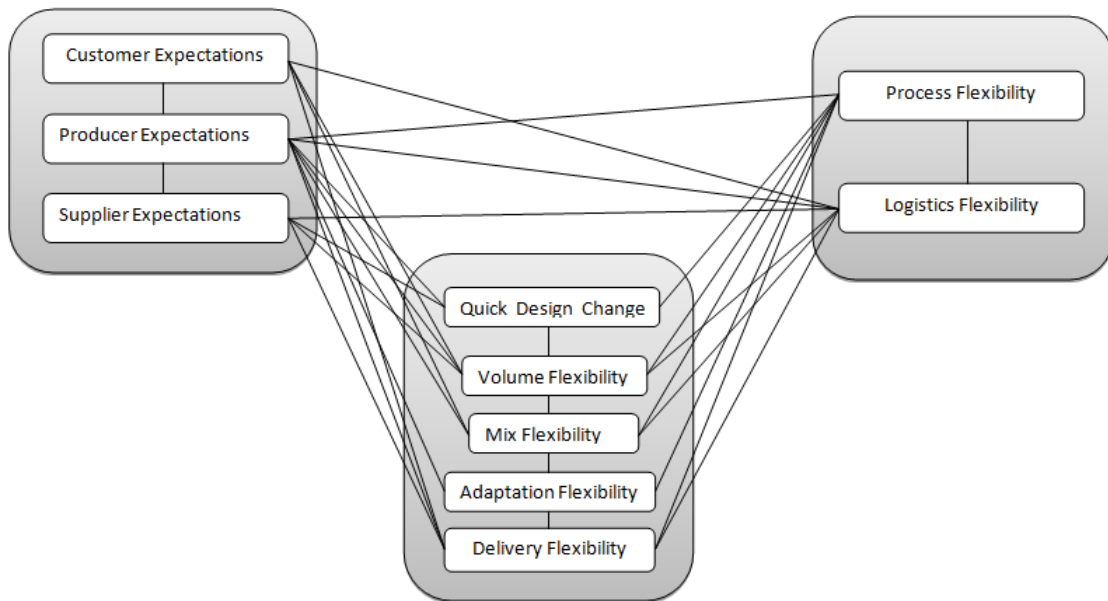 Customer Expectations
Producer Expectations
Supplier Expectations
Process Flexibility
Logistics Flexibility
Quick Design Change
Volume Flexibility
Mix Flexibility
Adaptation Flexibility
Delivery Flexibility